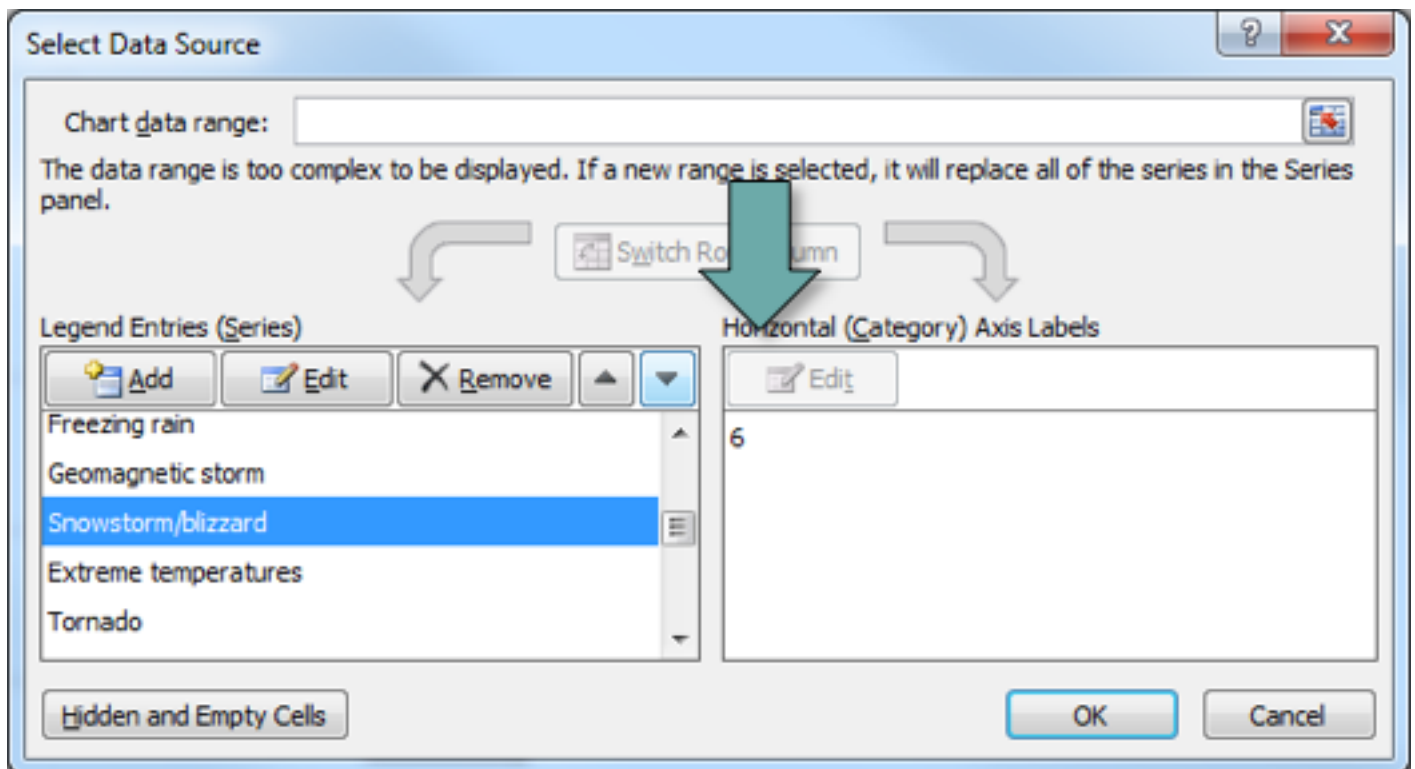 Select Data Source
Chart data range:
The data range is too complex to be displayed. If a new range is selected, it will replace all of the series in the Series
panel.
Switch Ro umn
Legend Entries (Series)
Horizontal (Category) Axis Labels
Add Edit Remove
Edit
Freezing rain
6
Geomagnetic storm
Snowstorm/blizzard
Extreme temperatures
Tornado
Hidden and Empty Cells
OK
Cancel